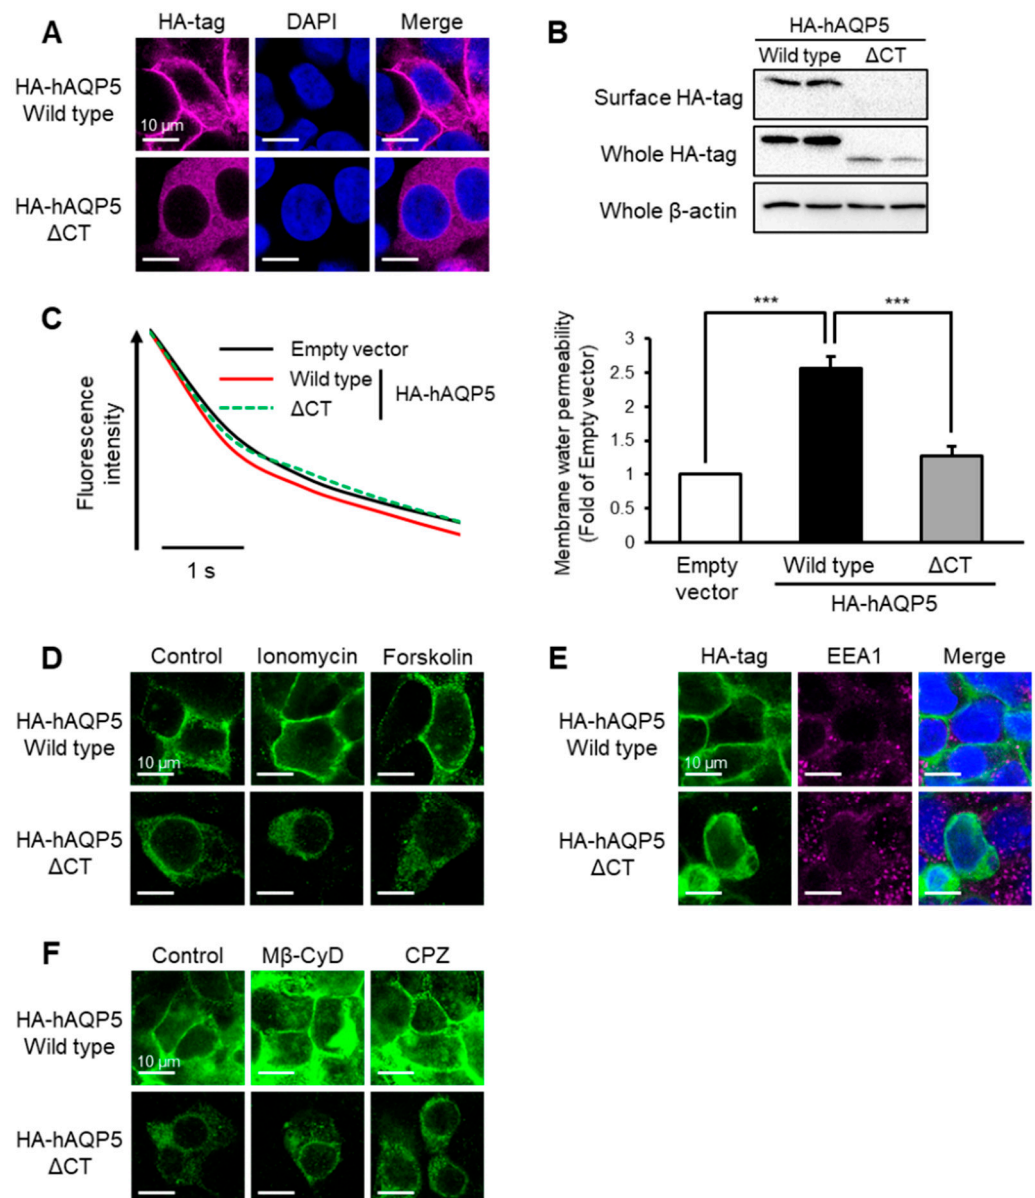 A
HA-tag DAPI Merge
HA-hAQP5
Wild type
10 μm
HA-hAQP5
ΔCT
B
HA-hAQP5
Wild type ΔCT
Surface HA-tag
Whole HA-tag
Whole β-actin
C
Fluorescence
intensity
Empty vector
Wild type
ΔCT
HA-hAQP5
1 s
Membrane water permeability
(Fold of Empty vector)
3
2.5
2
1.5
1
0.5
0
*** ***
Empty
vector
Wild type ΔCT
HA-hAQP5
D
Control Ionomycin Forskolin
HA-hAQP5
Wild type
10 μm
HA-hAQP5
ΔCT
E
HA-tag EEA1 Merge
HA-hAQP5
Wild type
10 μm
HA-hAQP5
ΔCT
F
Control Mβ-CyD CPZ
HA-hAQP5
Wild type
10 μm
HA-hAQP5
ΔCT